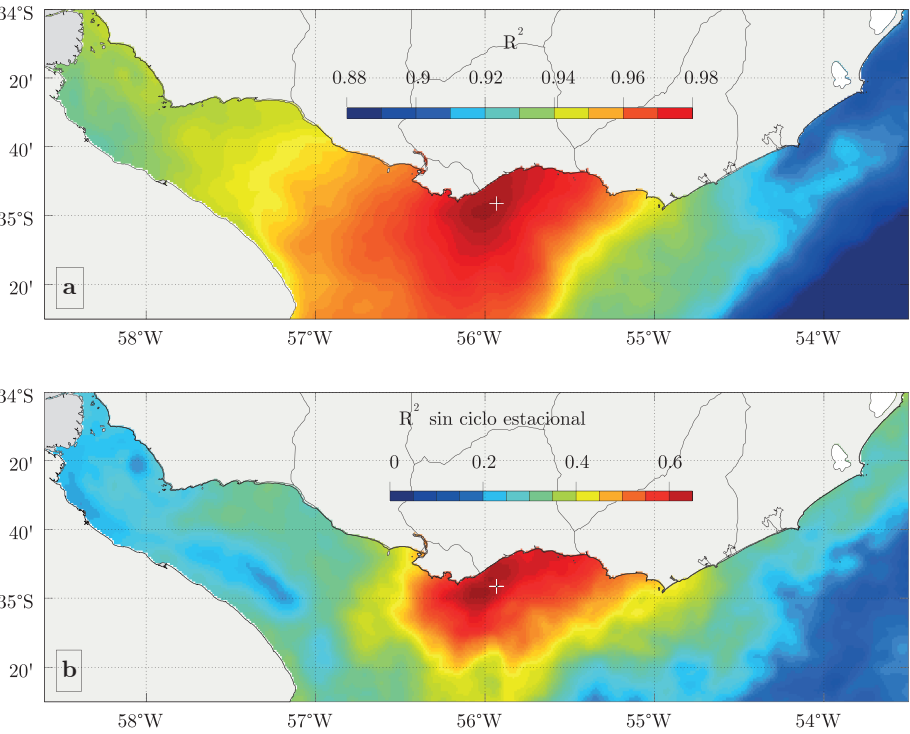 34°S
R²
0.88 0.9 0.92 0.94 0.96 0.98
20'
40'
35°S
20'
a
58°W 57°W 56°W 55°W 54°W
34°S
R² sin ciclo estacional
0 0.2 0.4 0.6
20'
40'
35°S
20'
b
58°W 57°W 56°W 55°W 54°W